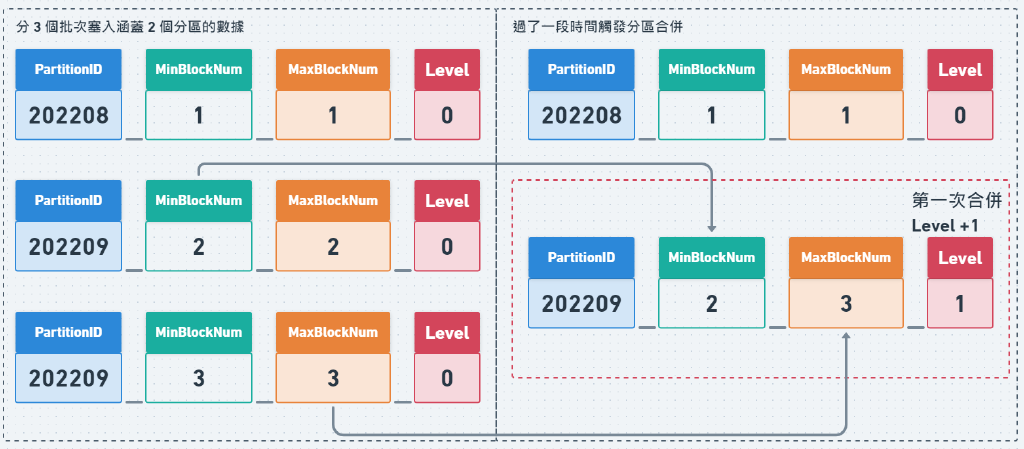 分 3 個批次塞入涵蓋 2 個分區的數據
PartitionID MinBlockNum MaxBlockNum Level
202208 _ 1 _ 1 _ 0
PartitionID MinBlockNum MaxBlockNum Level
202209 _ 2 _ 2 _ 0
PartitionID MinBlockNum MaxBlockNum Level
202209 _ 3 _ 3 _ 0
過了一段時間觸發分區合併
PartitionID MinBlockNum MaxBlockNum Level
202208 _ 1 _ 1 _ 0
第一次合併
Level +1
PartitionID MinBlockNum MaxBlockNum Level
202209 _ 2 _ 3 _ 1